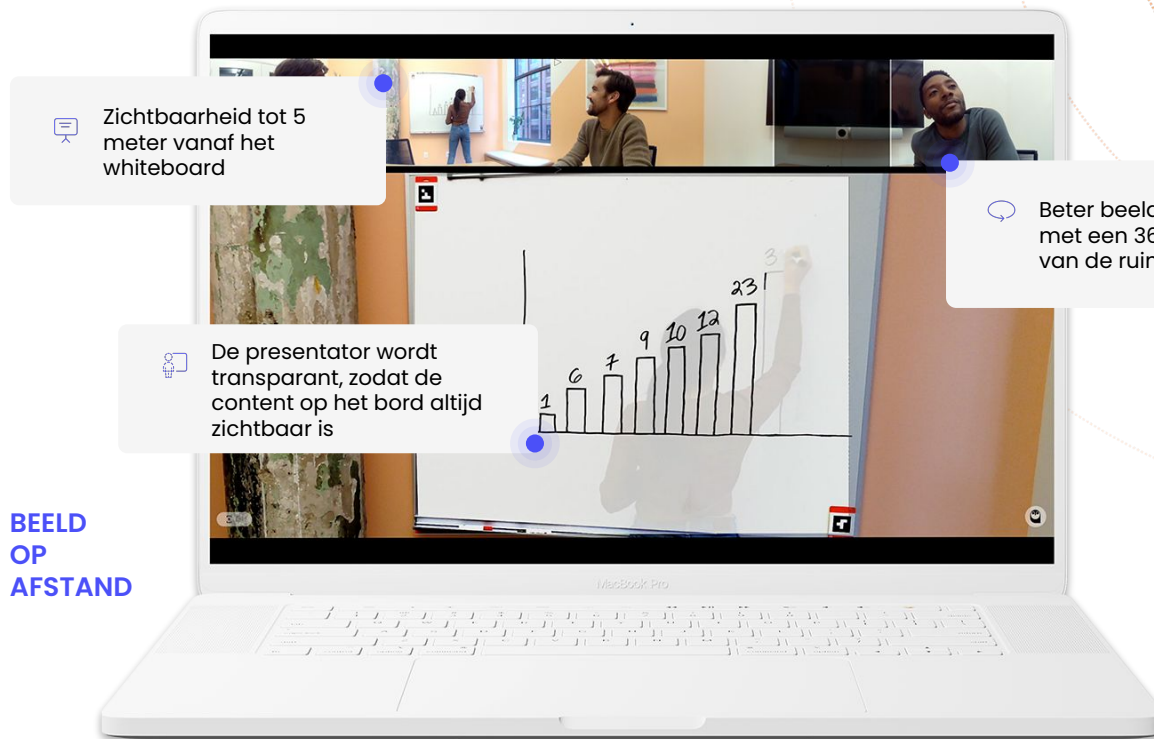 Zichtbaarheid tot 5
meter vanaf het
whiteboard
Beter beeld
met een 36
van de
De presentator wordt
transparant, zodat de
content op het bord altijd
zichtbaar is
1
6
7
9
10
12
23
3
BEELD
OP
AFSTAND
MacBook Pro